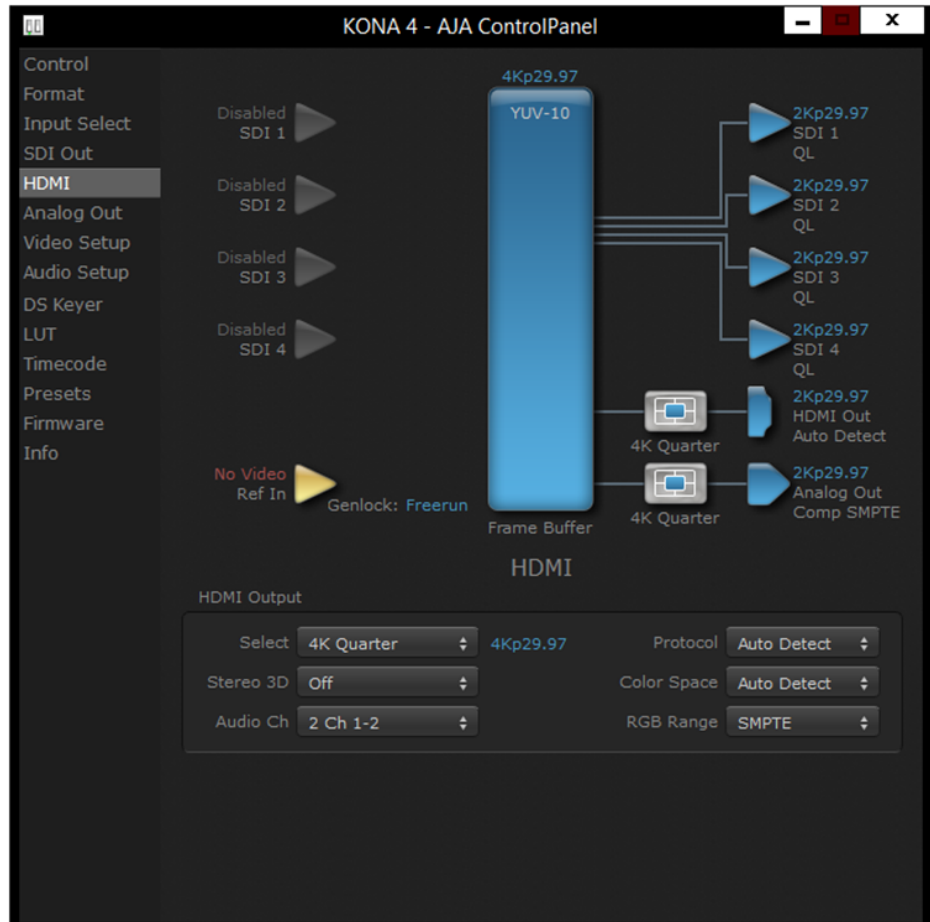 KONA 4 - AJA ControlPanel
X
Control
Format
Input Select
SDI Out
HDMI
Analog Out
Video Setup
Audio Setup
DS Keyer
LUT
Timecode
Presets
Firmware
Info
4Kp29.97
YUV-10
Disabled
SDI 1
Disabled
SDI 2
Disabled
SDI 3
Disabled
SDI 4
No Video
Ref In
Genlock: Freerun
Frame Buffer
2Kp29.97
SDI 1
QL
2Kp29.97
SDI 2
QL
2Kp29.97
SDI 3
QL
2Kp29.97
SDI 4
QL
4K Quarter
2Kp29.97
HDMI Out
Auto Detect
4K Quarter
2Kp29.97
Analog Out
Comp SMPTE
HDMI
HDMI Output
Select 4K Quarter 4Kp29.97 Protocol Auto Detect
Stereo 3D Off Color Space Auto Detect
Audio Ch 2 Ch 1-2 RGB Range SMPTE